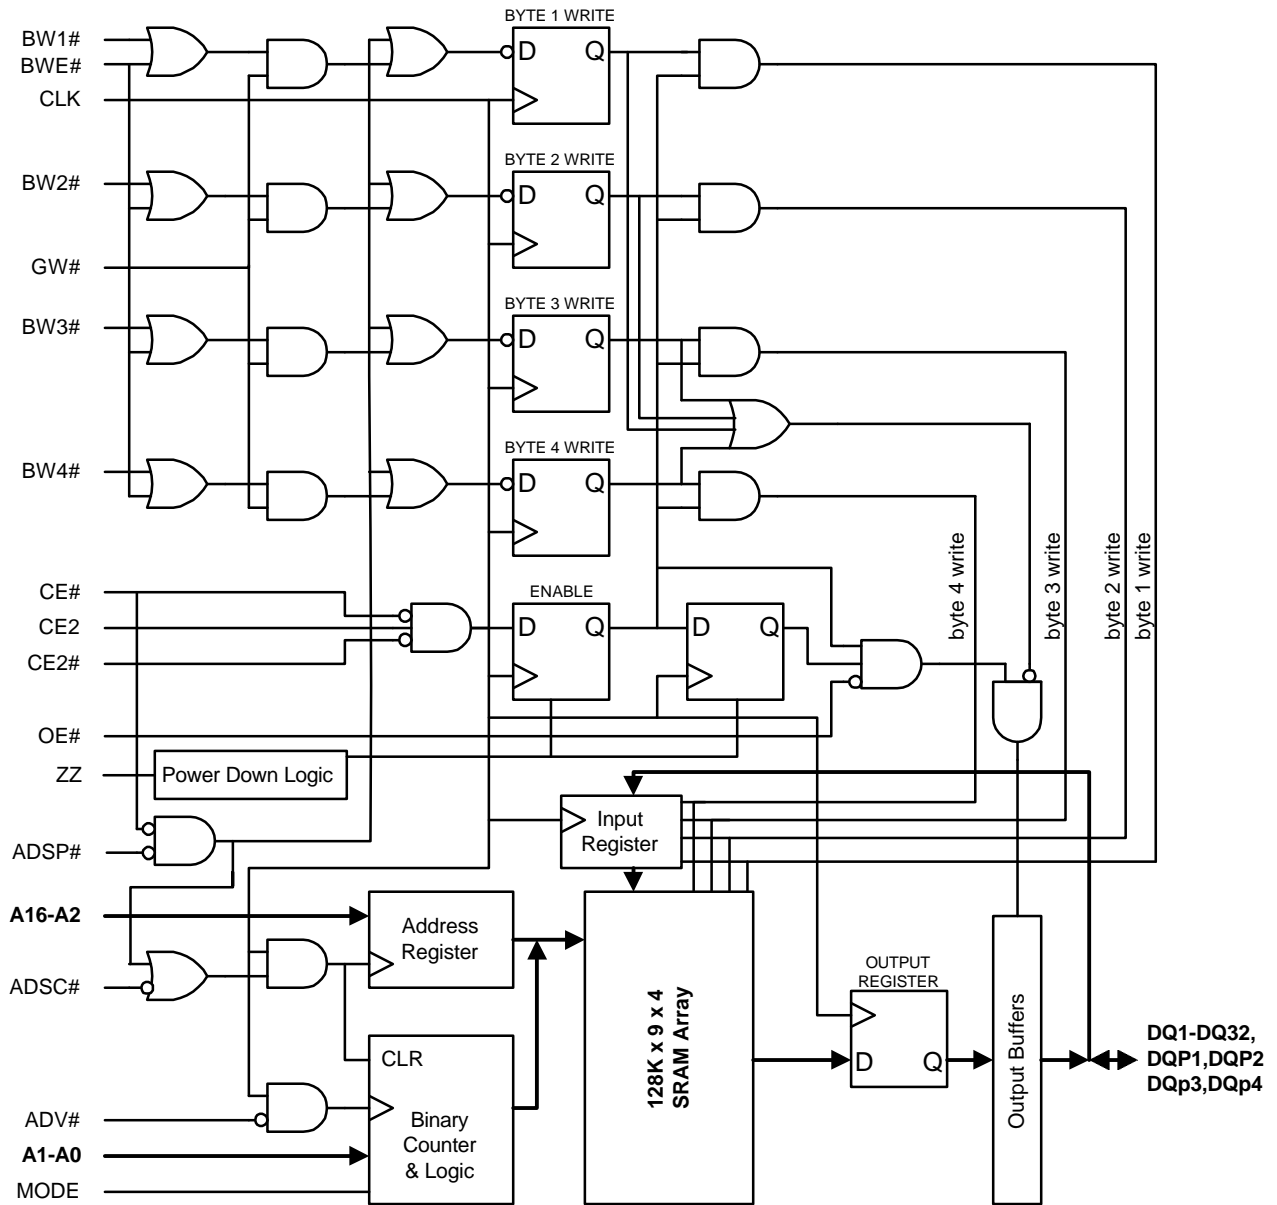 BYTE 1 WRITE
BW1#
BWE#
CLK
D Q
BYTE 2 WRITE
BW2#
D Q
GW#
BYTE 3 WRITE
BW3#
D Q
BYTE 4 WRITE
BW4#
D Q
byte 4 write
byte 3 write
byte 2 write
byte 1 write
CE#
CE2
CE2#
ENABLE
D Q
D Q
OE#
ZZ
Power Down Logic
Input
Register
ADSP#
A16-A2
Address
Register
ADSC#
OUTPUT
REGISTER
D Q
128K x 9 x 4
SRAM Array
Output Buffers
DQ1-DQ32,
DQP1,DQP2
DQp3,DQp4
CLR
Binary
Counter
& Logic
ADV#
A1-A0
MODE